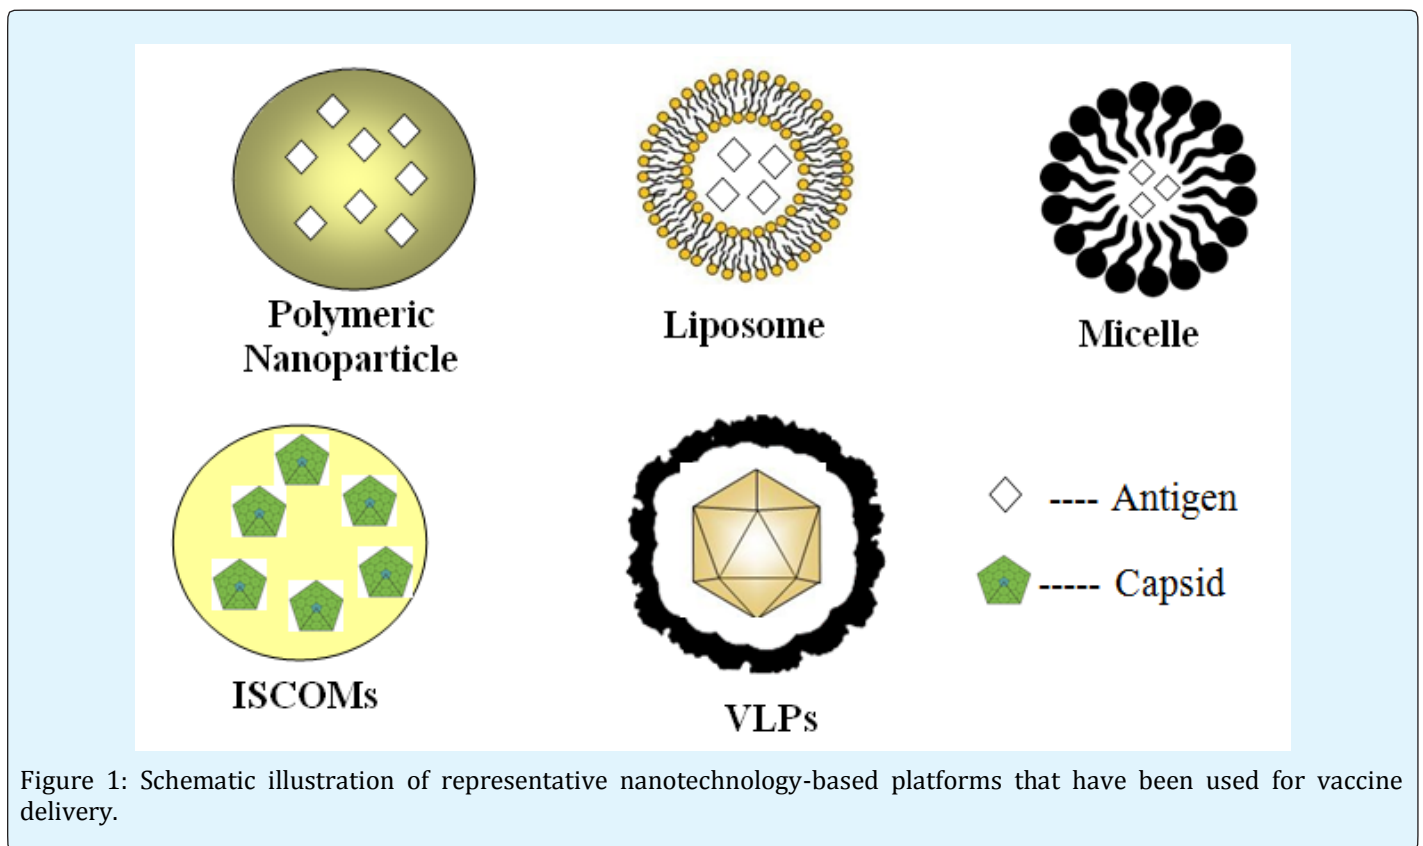 Polymeric
Nanoparticle
Liposome
Micelle
ISCOMs
VLPs
---- Antigen
----- Capsid
Figure 1: Schematic illustration of representative nanotechnology-based platforms that have been used for vaccine
delivery.